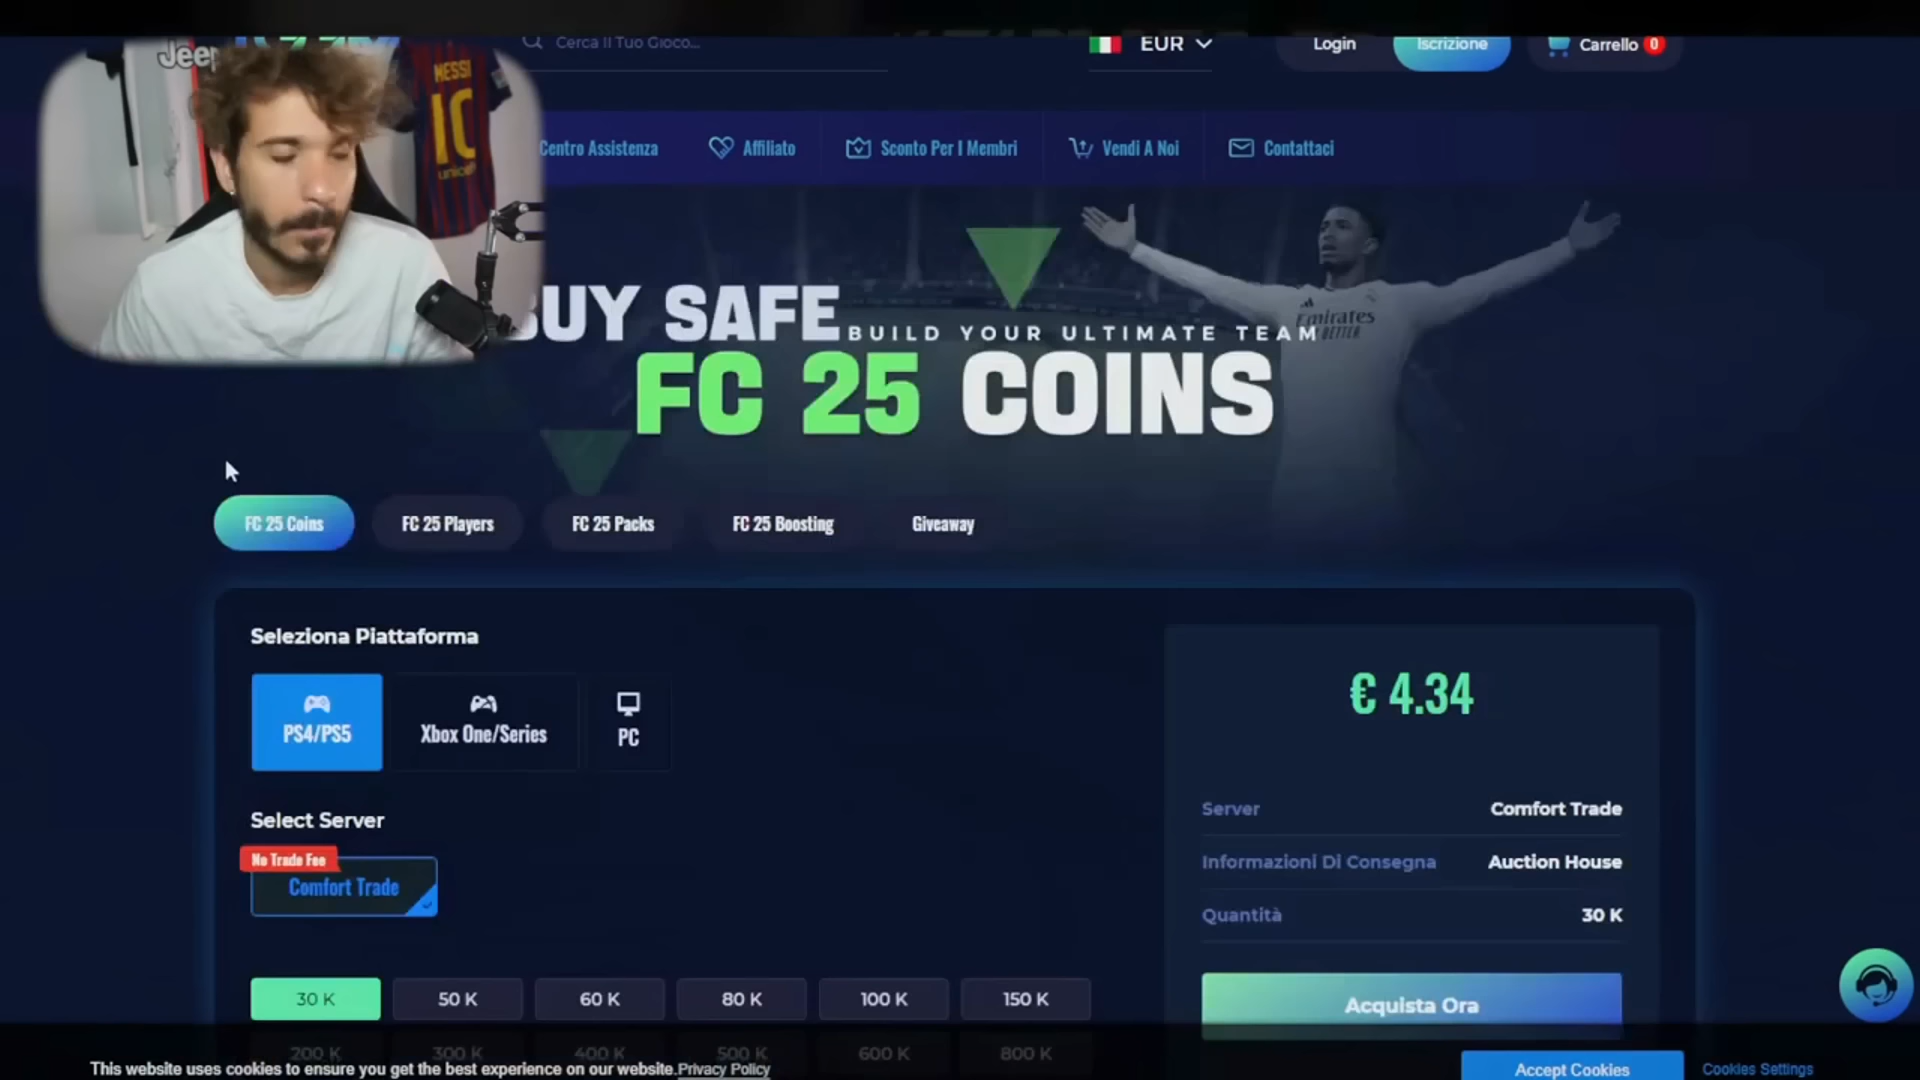 Jeep
Cerca Il Tuo Gioco...
EUR
Login
Iscrizione
Carrello 0
MESSI
10
unicef
Centro Assistenza
Affiliato
Sconto Per I Membri
Vendi A Noi
Contattaci
BUY SAFE
BUILD YOUR ULTIMATE TEAM
FC 25 COINS
Emirates
BETTER
FC 25 Coins
FC 25 Players
FC 25 Packs
FC 25 Boosting
Giveaway
Seleziona Piattaforma
PS4/PS5
Xbox One/Series
PC
€ 4.34
Select Server
No Trade Fee
Comfort Trade
Server Comfort Trade
Informazioni Di Consegna Auction House
Quantità 30 K
30 K 50 K 60 K 80 K 100 K 150 K
Acquista Ora
200 K 300 K 400 K 500 K 600 K 800 K
This website uses cookies to ensure you get the best experience on our website.Privacy Policy
Accept Cookies
Cookies Settings